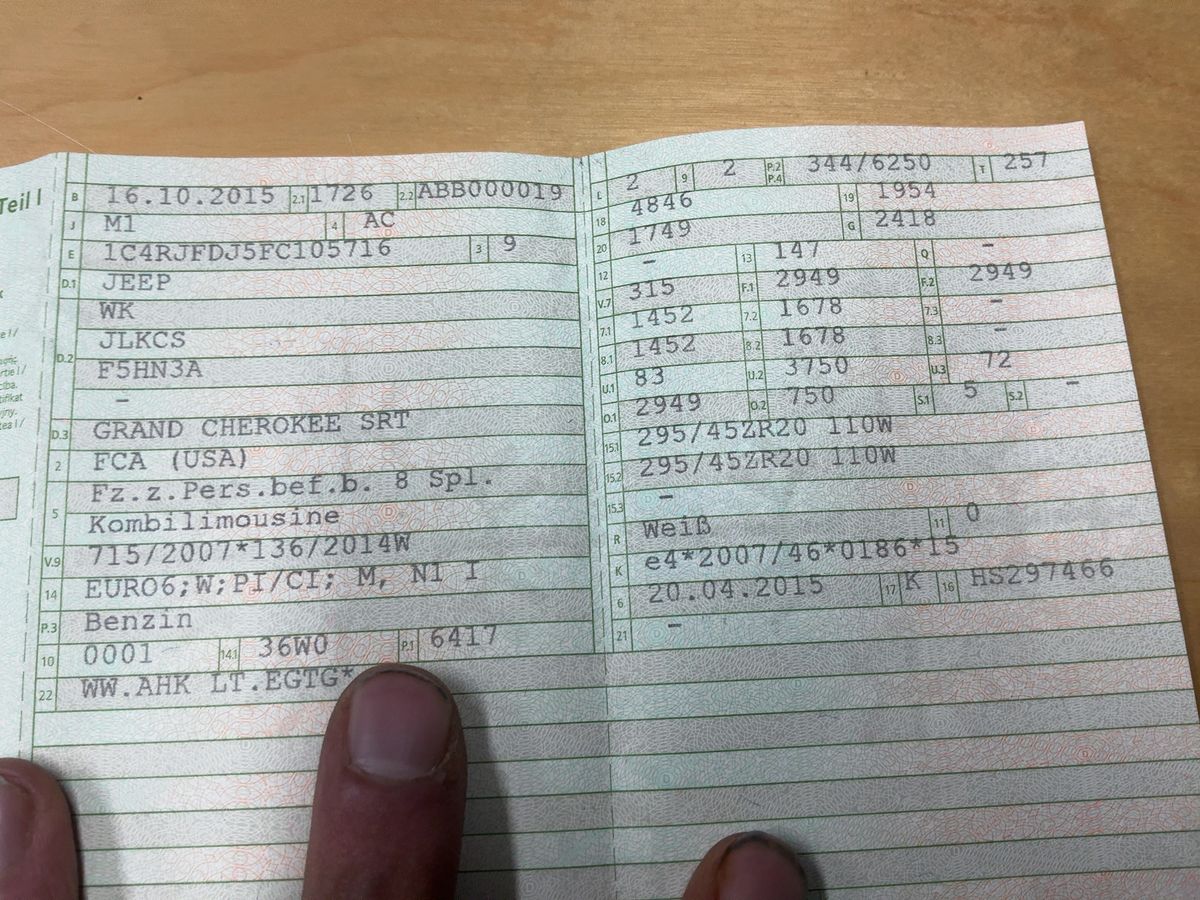 Teil I
B 16.10.2015 2.1 1726 2.2 ABB000019
J M1 4 AC
E 1C4RJFDJ5FC105716 3 9
D.1 JEEP
WK
D.2 JLKCS
F5HN3A
–
D.3 GRAND CHEROKEE SRT
2 FCA (USA)
5 Fz.z.Pers.bef.b. 8 Spl.
Kombilimousine
V.9 715/2007*136/2014W
14 EURO6;W;PI/CI; M, N1 I
P.3 Benzin
10 0001 14.1 36W0 P.1 6417
22 WW.AHK LT.EGTG*
L 2 9 2 P.2 P.4 344/6250 T 257
18 4846 19 1954
20 1749 G 2418
12 – 13 147 Q –
V.7 315 F.1 2949 F.2 2949
7.1 1452 7.2 1678 7.3 –
8.1 1452 8.2 1678 8.3 –
U.1 83 U.2 3750 U.3 72
O.1 2949 O.2 750 S.1 5 S.2 –
15.1 295/45ZR20 110W
15.2 295/45ZR20 110W
15.3 –
R Weiß 11 0
K e4*2007/46*0186*15
6 20.04.2015 17 K 16 HS297466
21 –